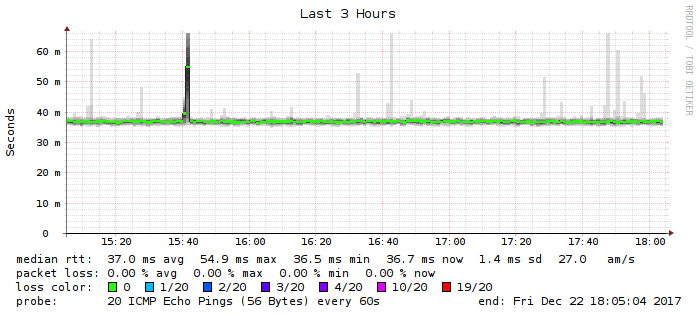 Last 3 Hours
RRDTOOL / TOBI OETIKER
Seconds
60 m
50 m
40 m
30 m
20 m
10 m
0
15:20 15:40 16:00 16:20 16:40 17:00 17:20 17:40 18:00
median rtt: 37.0 ms avg 54.9 ms max 36.5 ms min 36.7 ms now 1.4 ms sd 27.0 am/s
packet loss: 0.00 % avg 0.00 % max 0.00 % min 0.00 % now
loss color: 0 1/20 2/20 3/20 4/20 10/20 19/20
probe: 20 ICMP Echo Pings (56 Bytes) every 60s end: Fri Dec 22 18:05:04 2017